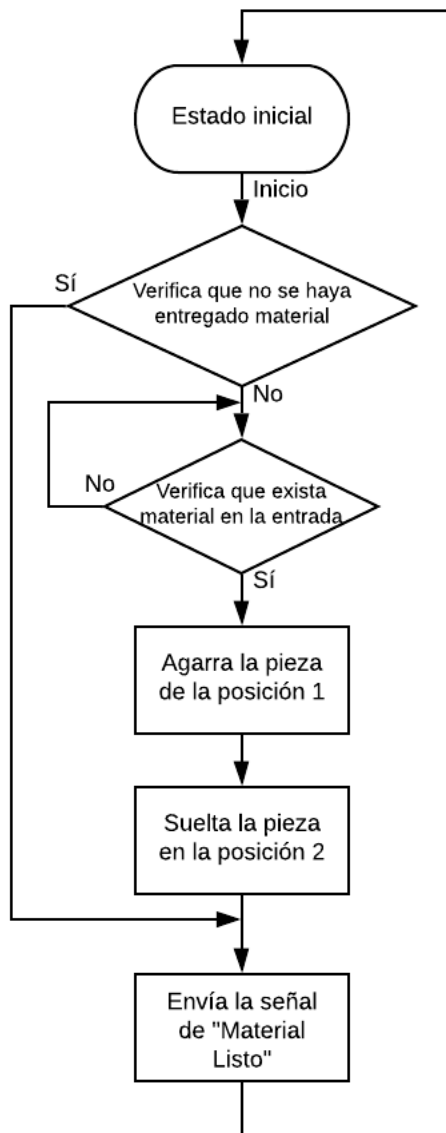 Estado inicial
Inicio
Sí
Verifica que no se haya
entregado material
No
No
Verifica que exista
material en la entrada
Sí
Agarra la pieza
de la posición 1
Suelta la pieza
en la posición 2
Envía la señal
de "Material
Listo"